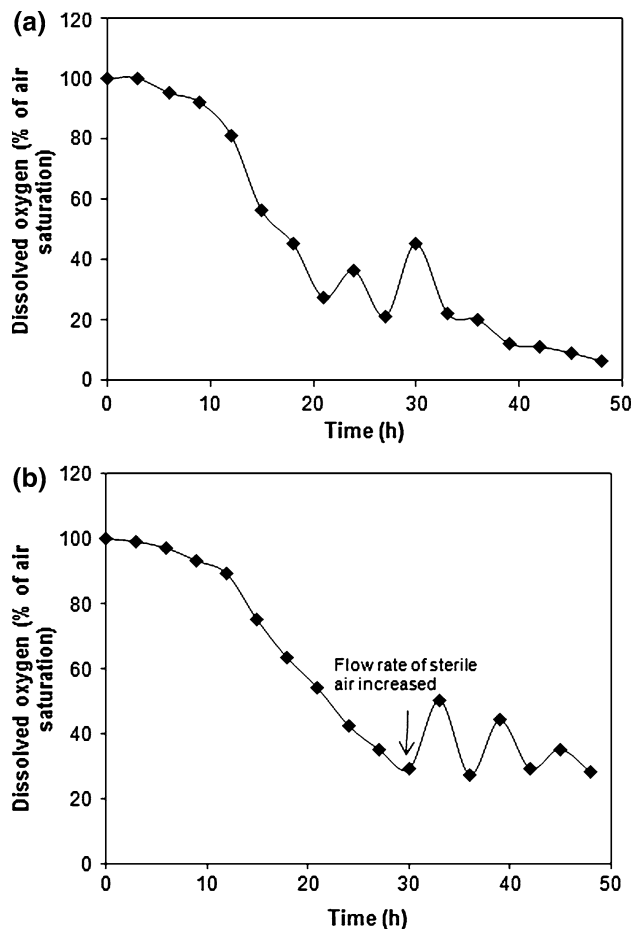 (a)
120
100
80
60
40
20
0
Dissolved oxygen (% of air
saturation)
0 10 20 30 40 50
Time (h)
(b)
120
100
80
60
40
20
0
Dissolved oxygen (% of air
saturation)
Flow rate of sterile
air increased
0 10 20 30 40 50
Time (h)